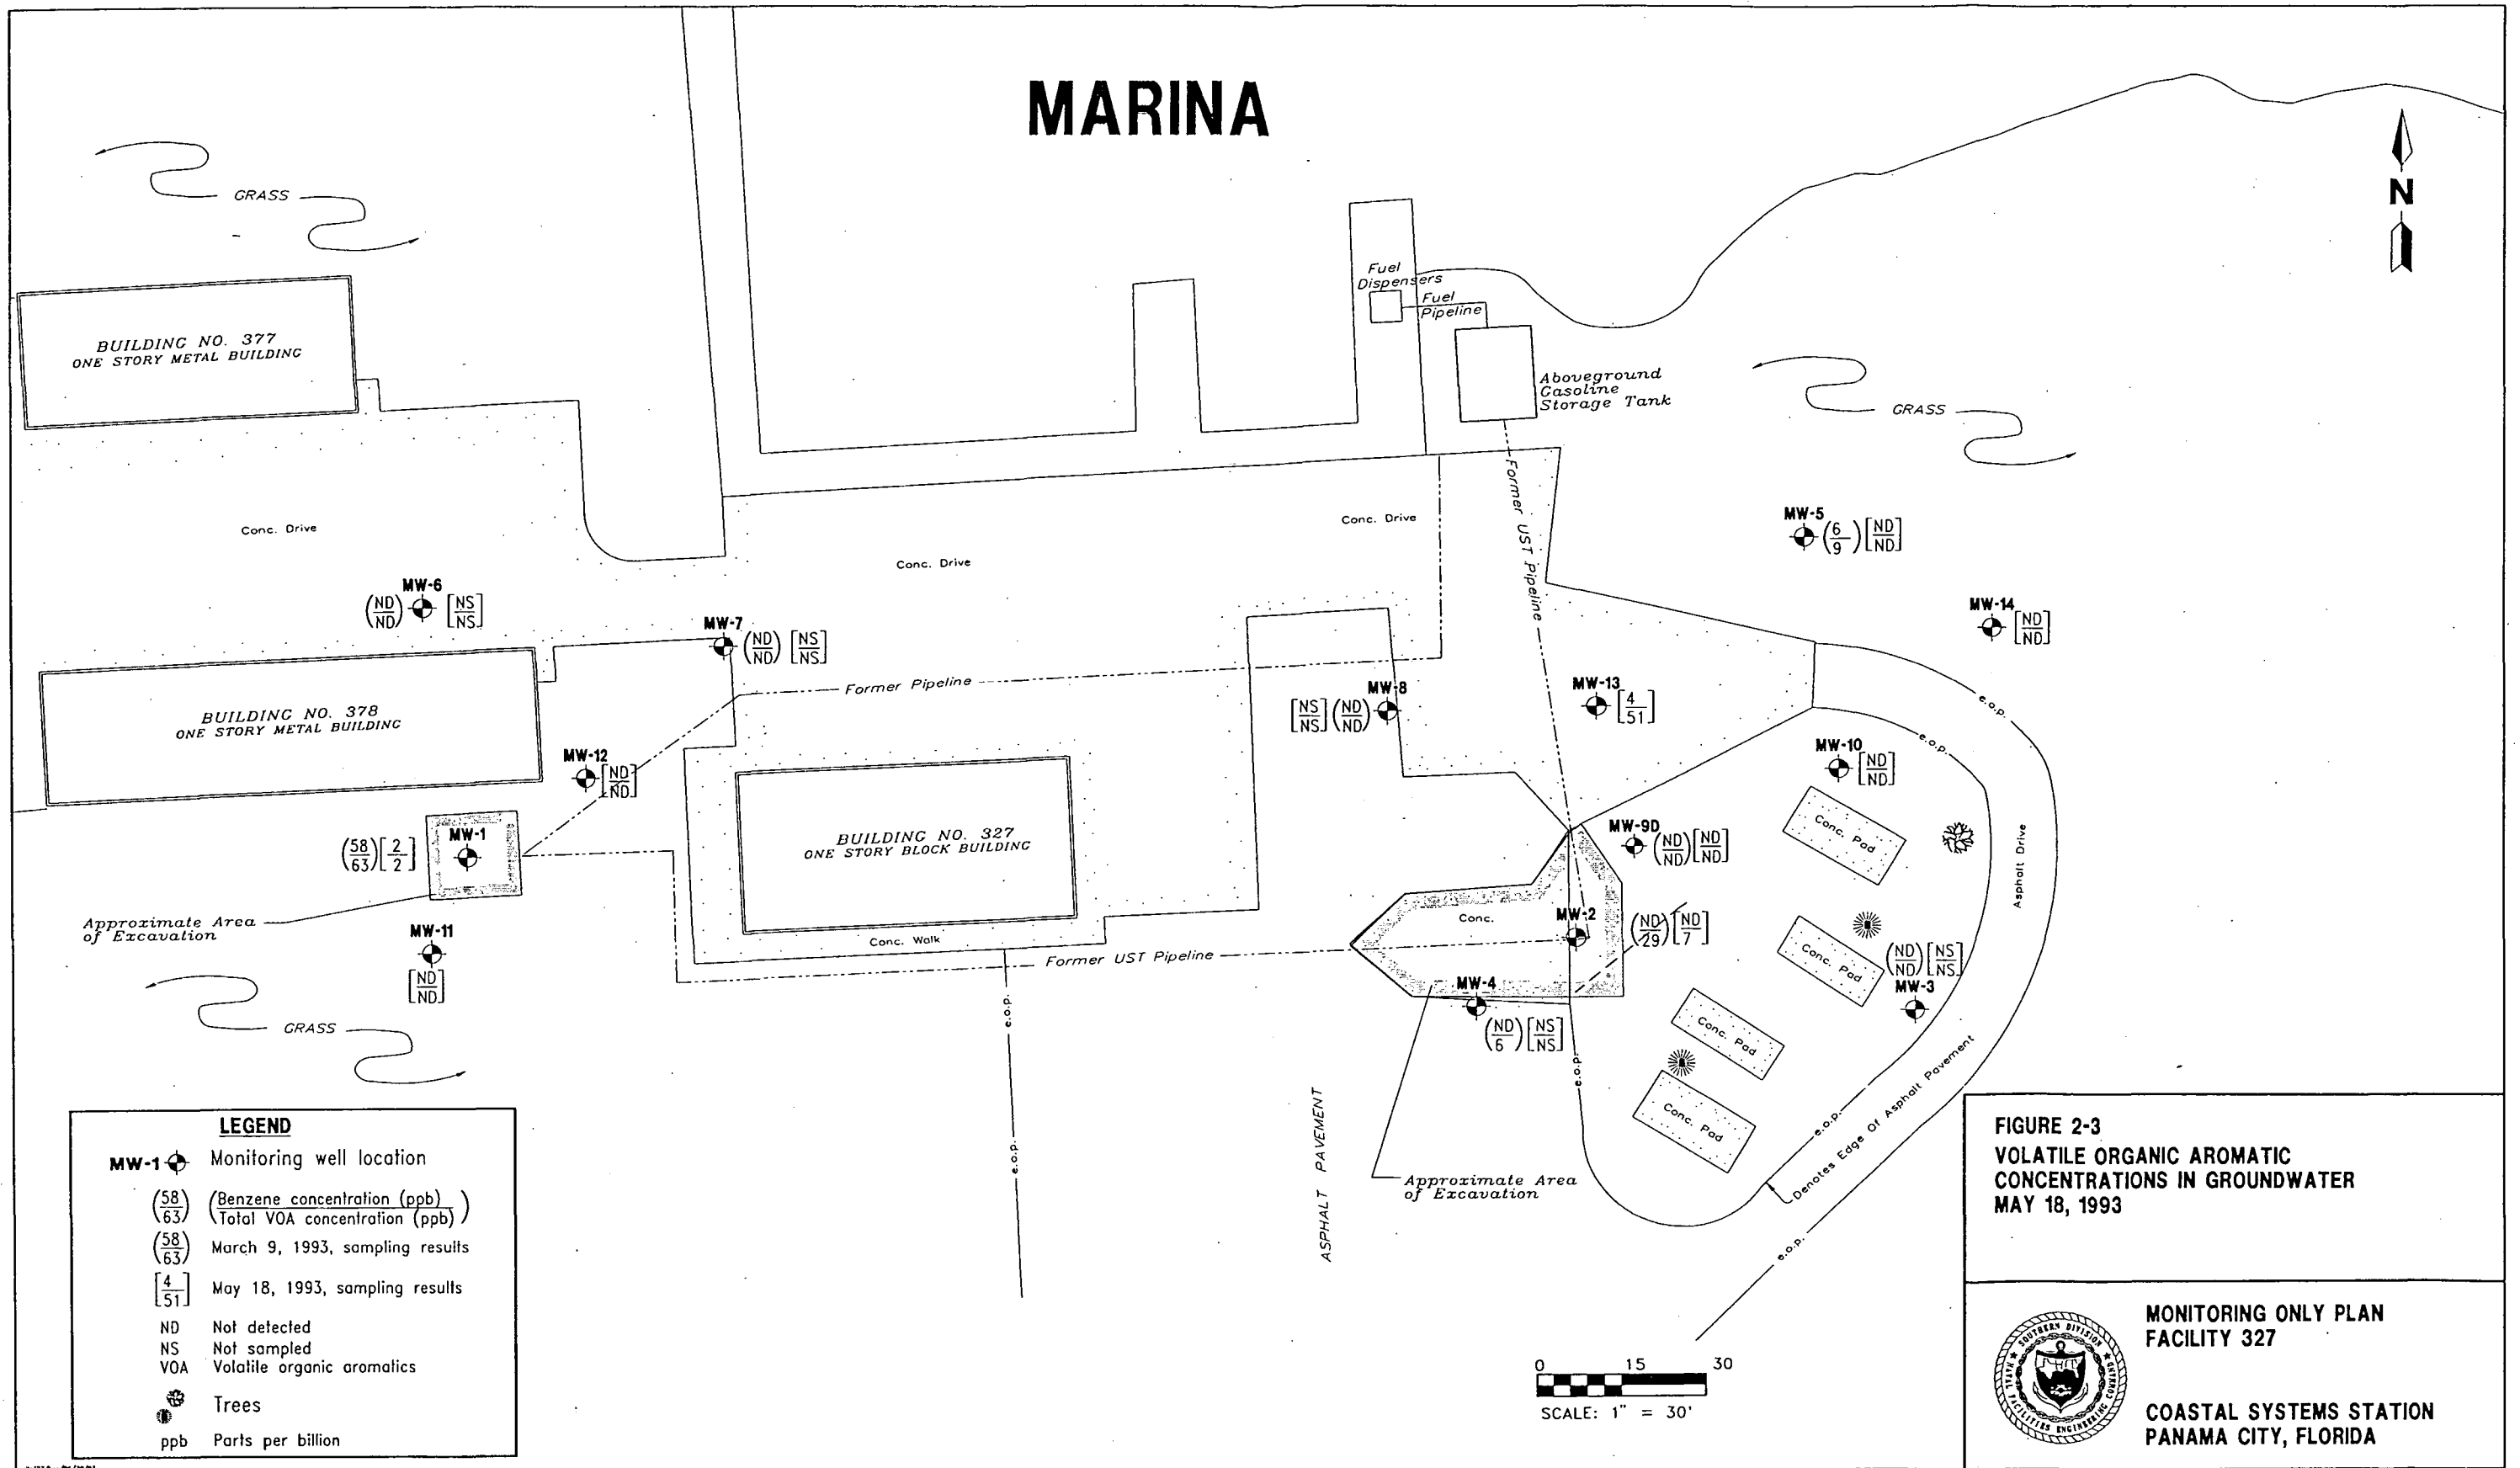 MARINA
GRASS
N
Fuel
Dispensers
Fuel
Pipeline
BUILDING NO. 377
ONE STORY METAL BUILDING
Aboveground
Gasoline
Storage Tank
GRASS
Former UST Pipeline
Conc. Drive
Conc. Drive
Conc. Drive
MW-5
(6/9) [ND/ND]
MW-6
(ND/ND) [NS/NS]
MW-14
[ND/ND]
MW-7
(ND/ND) [NS/NS]
Former Pipeline
MW-8
[NS/NS] (ND/ND)
MW-13
[4/51]
e.o.p.
BUILDING NO. 378
ONE STORY METAL BUILDING
MW-12
[ND/ND]
e.o.p.
MW-10
[ND/ND]
MW-1
(58/63) [2/2]
BUILDING NO. 327
ONE STORY BLOCK BUILDING
MW-9D
(ND/ND) [ND/ND]
Conc. Pad
Asphalt Drive
Approximate Area
of Excavation
MW-11
[ND/ND]
Conc. Walk
Former UST Pipeline
Conc.
MW-2
(ND/29) [ND/7]
Conc. Pad
(ND/ND) [NS/NS]
MW-3
MW-4
(ND/6) [NS/NS]
GRASS
e.o.p.
e.o.p.
e.o.p.
Conc. Pad
Conc. Pad
ASPHALT PAVEMENT
Approximate Area
of Excavation
e.o.p.
Denotes Edge Of Asphalt Pavement
e.o.p.
LEGEND
MW-1 Monitoring well location
(58/63) (Benzene concentration (ppb)/Total VOA concentration (ppb))
(58/63) March 9, 1993, sampling results
[4/51] May 18, 1993, sampling results
ND Not detected
NS Not sampled
VOA Volatile organic aromatics
Trees
ppb Parts per billion
0 15 30
SCALE: 1" = 30'
FIGURE 2-3
VOLATILE ORGANIC AROMATIC
CONCENTRATIONS IN GROUNDWATER
MAY 18, 1993
SOUTHERN DIVISION
NAVAL FACILITIES ENGINEERING COMMAND
MONITORING ONLY PLAN
FACILITY 327
COASTAL SYSTEMS STATION
PANAMA CITY, FLORIDA